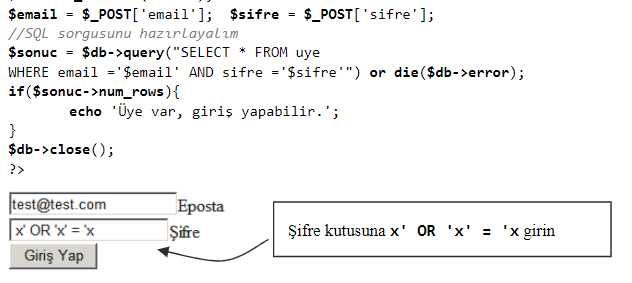 $email = $_POST['email'];  $sifre = $_POST['sifre'];
//SQL sorgusunu hazırlayalım
$sonuc = $db->query("SELECT * FROM uye
WHERE email ='$email' AND sifre ='$sifre'") or die($db->error);
if($sonuc->num_rows){
        echo 'Üye var, giriş yapabilir.';
}
$db->close();
?>
test@test.com Eposta
x' OR 'x' = 'x Şifre
Giriş Yap
Şifre kutusuna x' OR 'x' = 'x girin